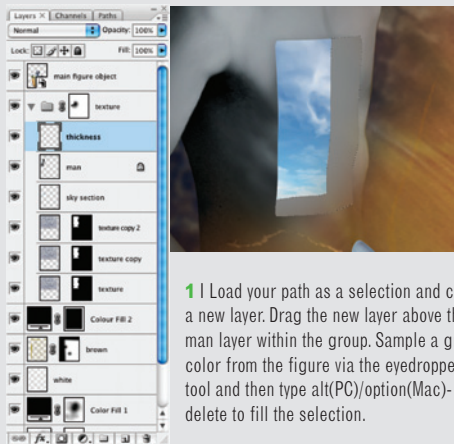 Layers × Channels Paths
Normal Opacity: 100%
Lock: Fill: 100%
main figure object
texture
thickness
man
sky section
texture copy 2
texture copy
texture
Colour Fill 2
brown
white
Color Fill 1
1 | Load your path as a selection and
a new layer. Drag the new layer above
man layer within the group. Sample a
color from the figure via the
tool and then type alt(PC)/option(Mac)-
delete to fill the selection.